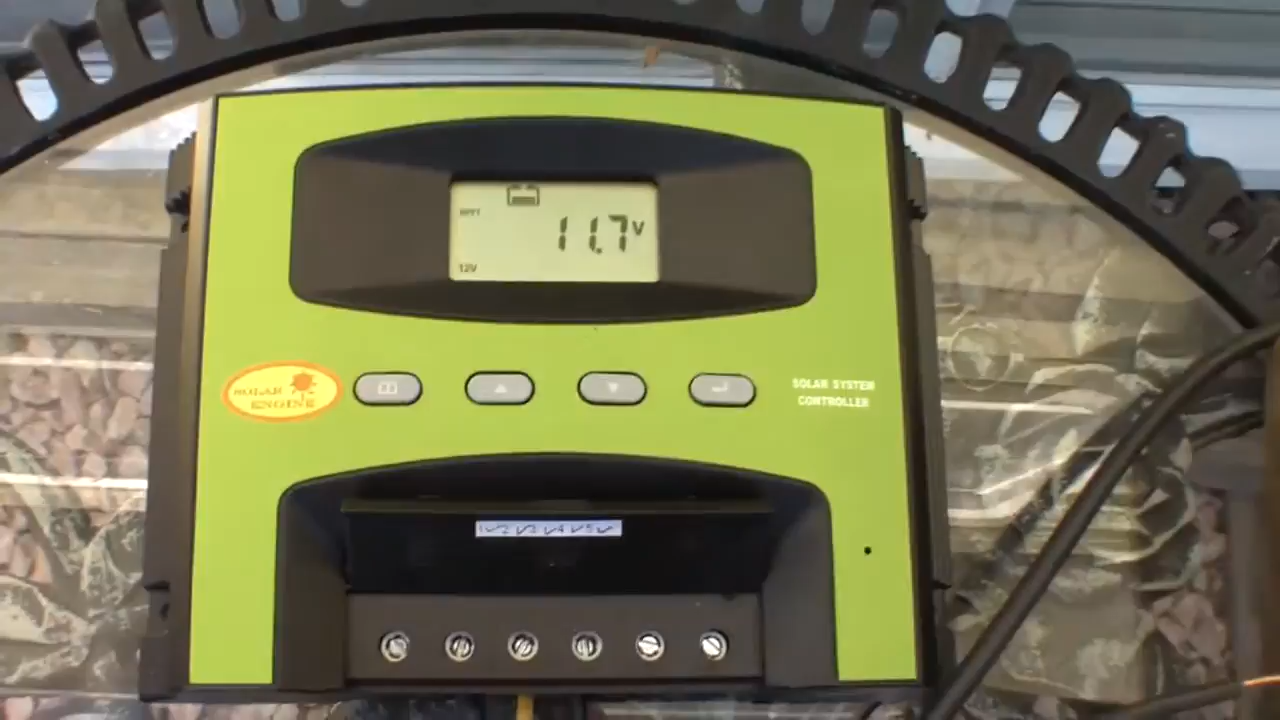 MPPT
11.7V
12V
SOLAR
ENGINE
SOLAR SYSTEM
CONTROLLER